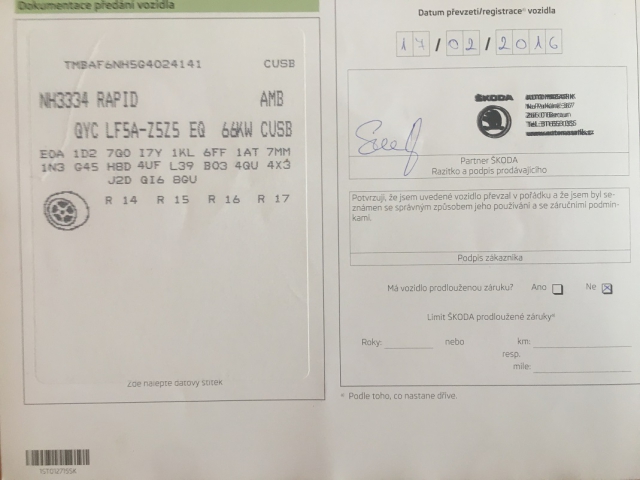 Dokumentace předání vozidla
TMBAF6NH5G4024141 CUSB
NH3334 RAPID AMB
QYC LF5A-Z5Z5 EQ 66KW CUSB
E0A 1D2 7G0 I7Y 1KL 6FF 1AT 7MM
1N3 G45 H8D 4UF L39 B03 4GU 4X3
J2D QI6 8GU
R 14 R 15 R 16 R 17
Zde nalepte datový štítek
Datum převzetí/registrace* vozidla
17/02/2016
ŠKODA
Partner ŠKODA
Razítko a podpis prodávajícího
Potvrzuji, že jsem uvedené vozidlo převzal v pořádku a že jsem byl se-
známen se správným způsobem jeho používání a se záručními podmín-
kami.
Podpis zákazníka
Má vozidlo prodlouženou záruku? Ano Ne
Limit ŠKODA prodloužené záruky*
Roky: nebo km:
resp.
míle:
* Podle toho, co nastane dříve.